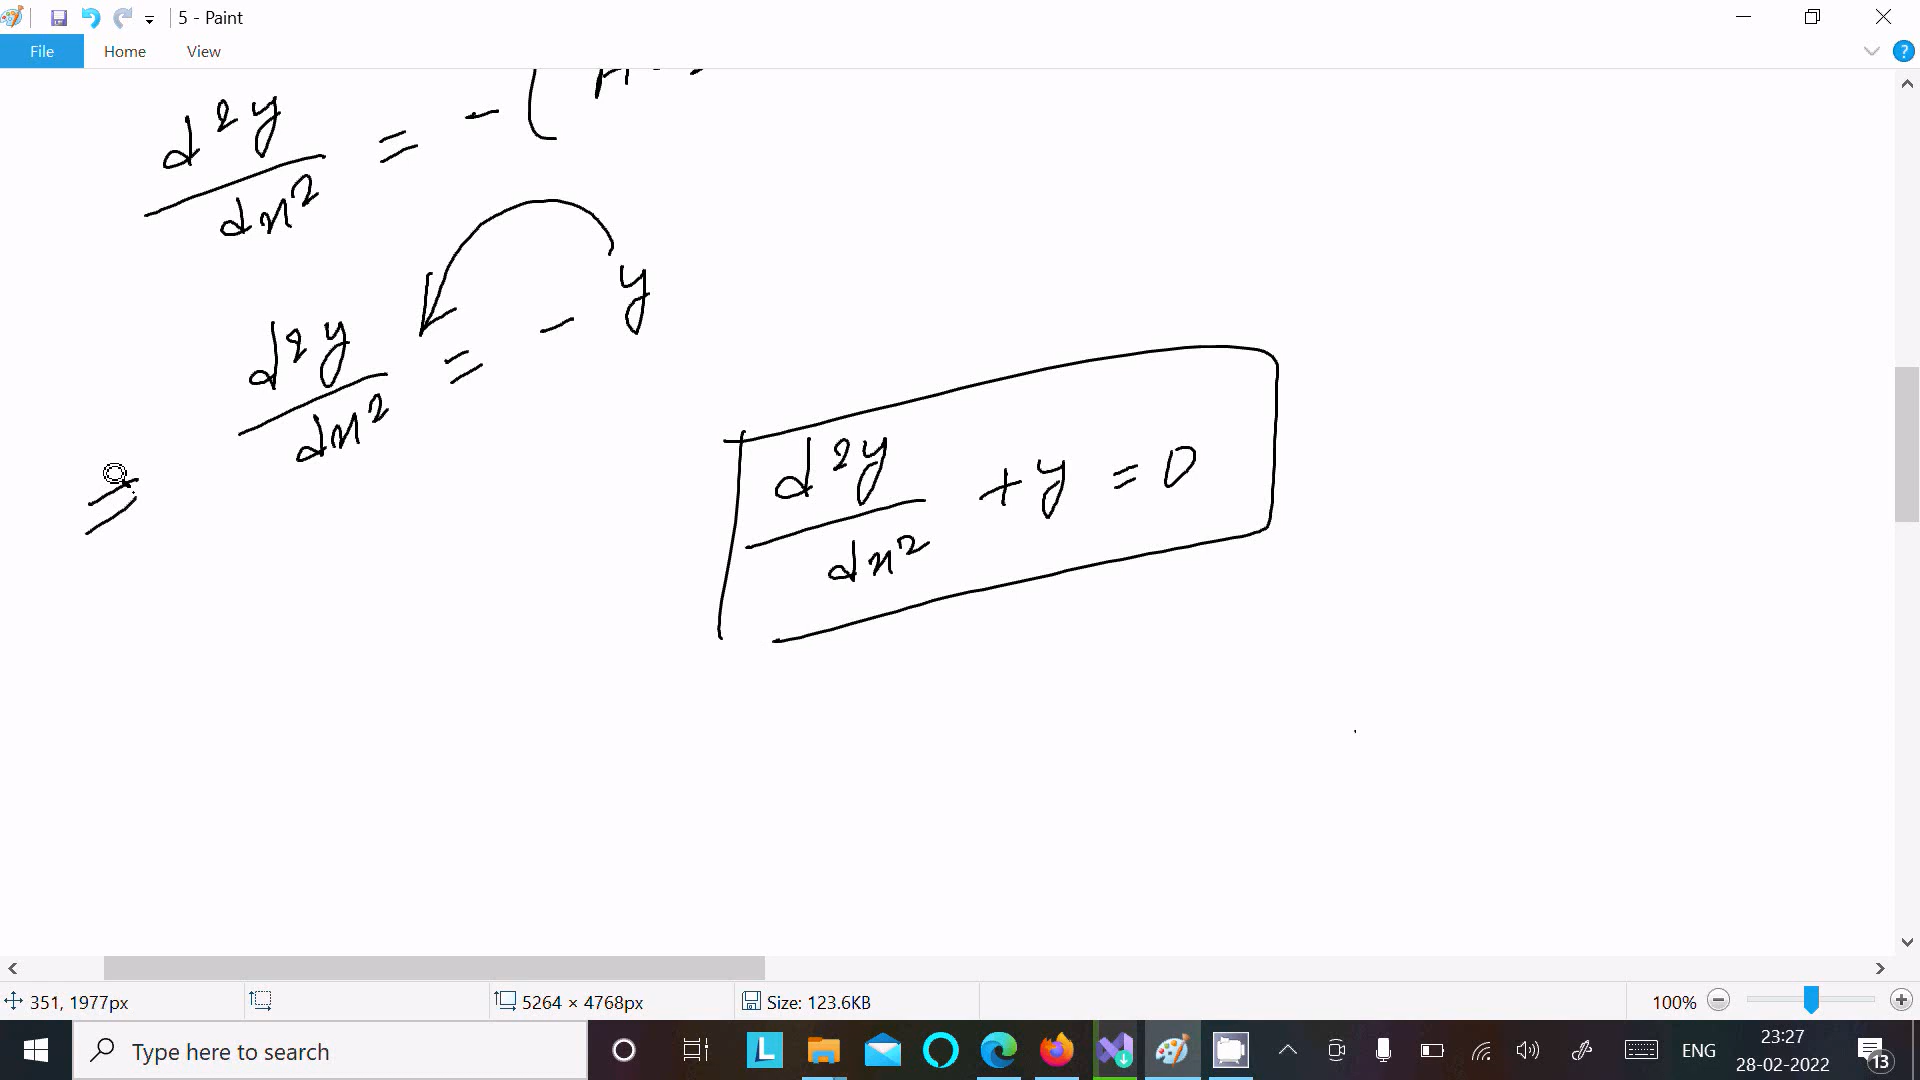 5 - Paint
File Home View
d²y/dx² = - (
d²y/dx² = - y
⇒ d²y/dx² + y = 0
351, 1977px 5264 × 4768px Size: 123.6KB 100%
Type here to search L ENG 23:27
28-02-2022 13